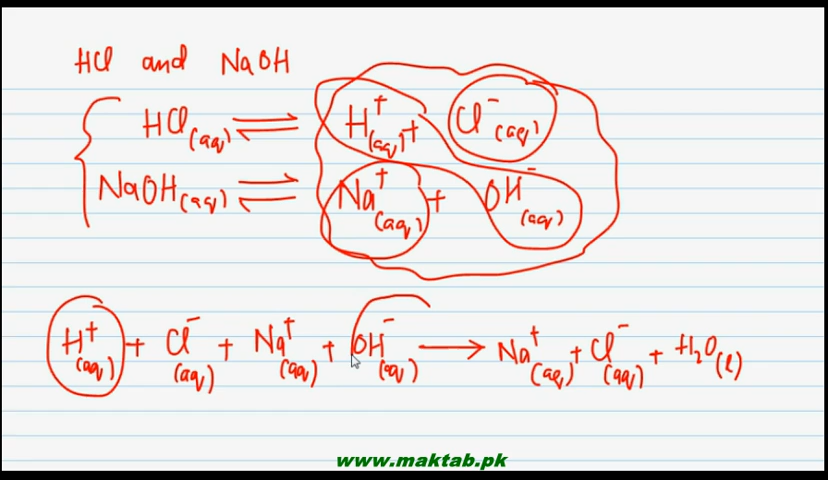 HCl and NaOH
HCl(aq) ⇌ H⁺(aq) + Cl⁻(aq)
NaOH(aq) ⇌ Na⁺(aq) + OH⁻(aq)
H⁺(aq) + Cl⁻(aq) + Na⁺(aq) + OH⁻(aq) → Na⁺(aq) + Cl⁻(aq) + H₂O(l)
www.maktab.pk